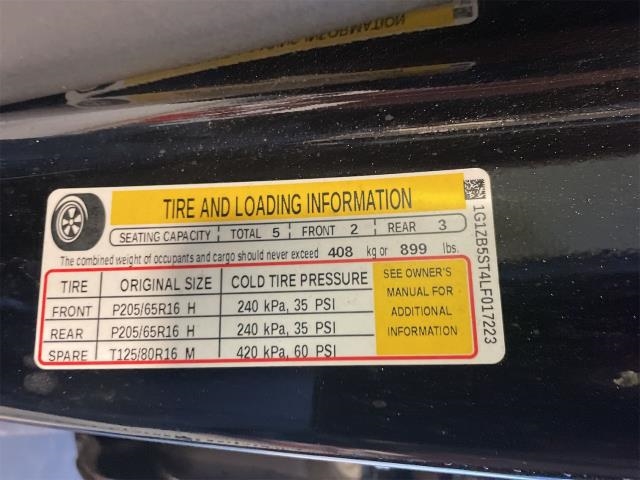 TIRE AND LOADING INFORMATION
SEATING CAPACITY TOTAL 5 FRONT 2 REAR 3
The combined weight of occupants and cargo should never exceed 408 kg or 899 lbs.
TIRE ORIGINAL SIZE COLD TIRE PRESSURE
FRONT P205/65R16 H 240 kPa, 35 PSI
REAR P205/65R16 H 240 kPa, 35 PSI
SPARE T125/80R16 M 420 kPa, 60 PSI
SEE OWNER'S
MANUAL FOR
ADDITIONAL
INFORMATION
1G1ZB5ST4LF017223